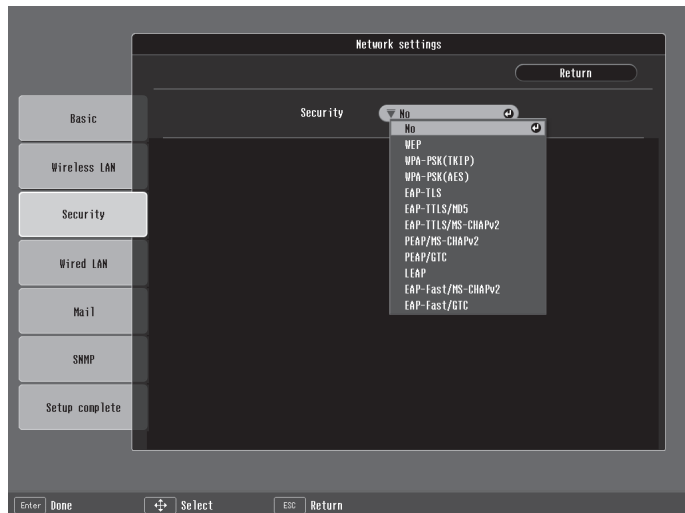 Network settings
Return
Basic
Wireless LAN
Security
Wired LAN
Mail
SNMP
Setup complete
Security
No
No
WEP
WPA-PSK(TKIP)
WPA-PSK(AES)
EAP-TLS
EAP-TTLS/MD5
EAP-TTLS/MS-CHAPv2
PEAP/MS-CHAPv2
PEAP/GTC
LEAP
EAP-Fast/MS-CHAPv2
EAP-Fast/GTC
Enter Done Select ESC Return